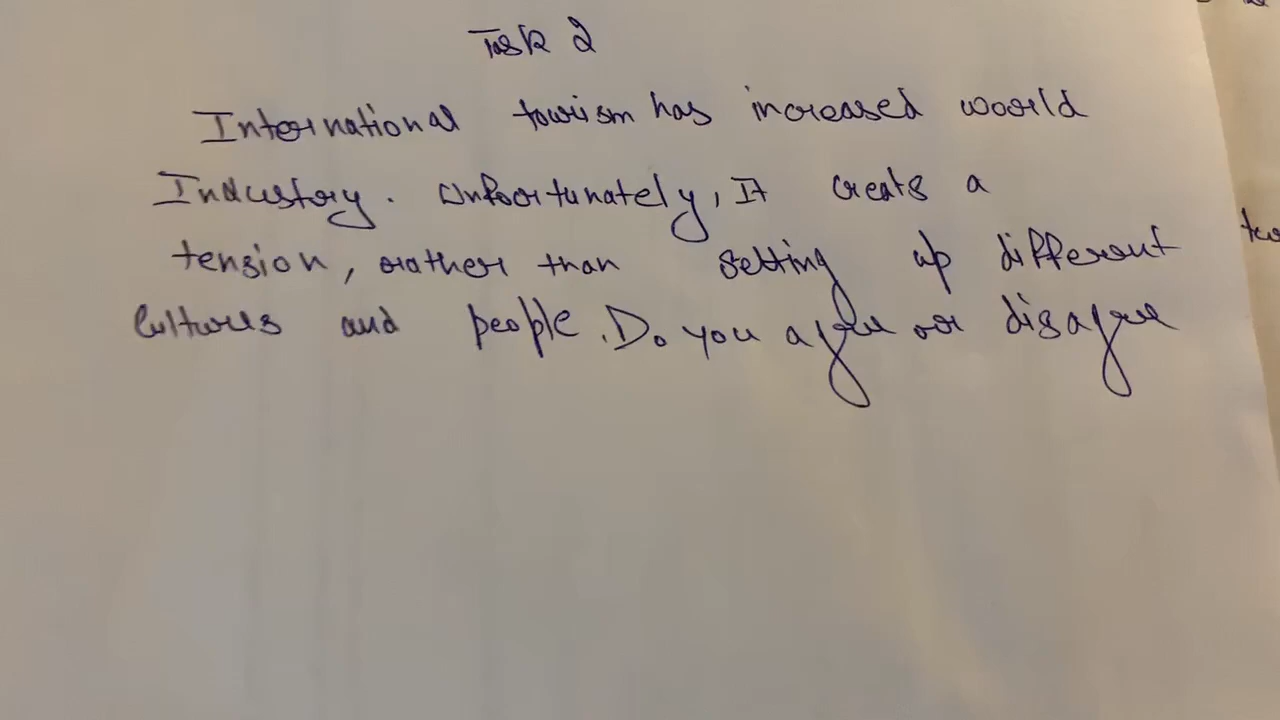 Task 2
International tourism has increased world
Industry. Unfortunately, It creats a
tension, rather than setting up different
Cultures and people. Do you agree or disagree